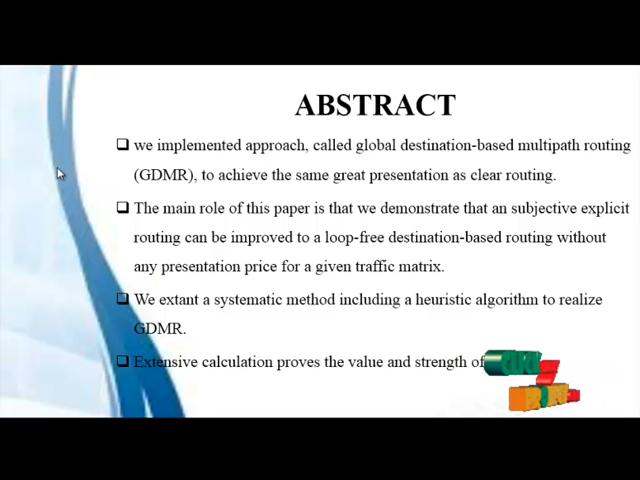 ABSTRACT
❑ we implemented approach, called global destination-based multipath routing
(GDMR), to achieve the same great presentation as clear routing.
❑ The main role of this paper is that we demonstrate that an subjective explicit
routing can be improved to a loop-free destination-based routing without
any presentation price for a given traffic matrix.
❑ We extant a systematic method including a heuristic algorithm to realize
GDMR.
❑ Extensive calculation proves the value and strength of